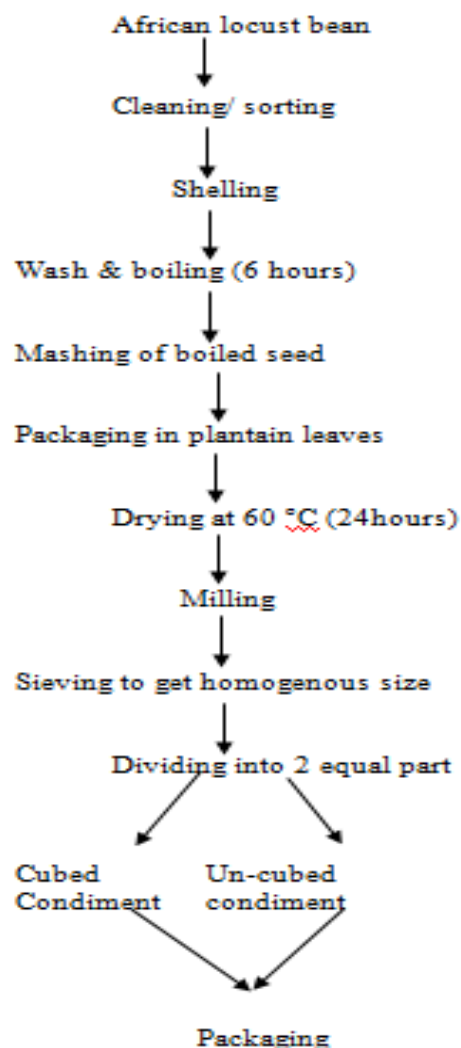 African locust bean
Cleaning/ sorting
Shelling
Wash & boiling (6 hours)
Mashing of boiled seed
Packaging in plantain leaves
Drying at 60 °C (24hours)
Milling
Sieving to get homogenous size
Dividing into 2 equal part
Cubed
Condiment
Un-cubed
condiment
Packaging